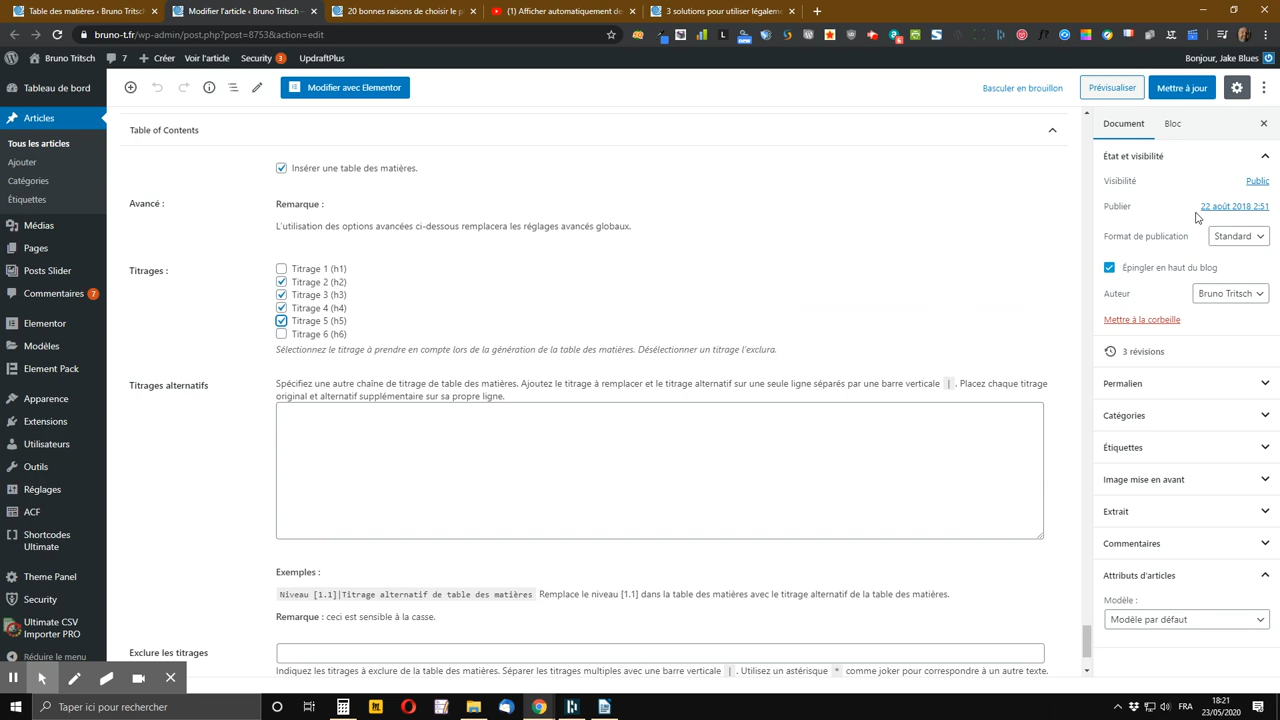 Table des matières ‹ Bruno Tritsch
Modifier l'article ‹ Bruno Tritsch
20 bonnes raisons de choisir le p
(1) Afficher automatiquement de
3 solutions pour utiliser légaleme
bruno-t.fr/wp-admin/post.php?post=8753&action=edit
Bruno Tritsch
7
Créer
Voir l'article
Security
3
UpdraftPlus
Bonjour, Jake Blues
Modifier avec Elementor
Basculer en brouillon
Prévisualiser
Mettre à jour
Tableau de bord
Articles
Tous les articles
Ajouter
Catégories
Étiquettes
Médias
Pages
Posts Slider
Commentaires 7
Elementor
Modèles
Element Pack
Apparence
Extensions
Utilisateurs
Outils
Réglages
ACF
Shortcodes
Ultimate
Theme Panel
Security
Ultimate CSV
Importer PRO
Réduire le menu
Table of Contents
Insérer une table des matières.
Avancé :
Remarque :
L'utilisation des options avancées ci-dessous remplacera les réglages avancés globaux.
Titrages :
Titrage 1 (h1)
Titrage 2 (h2)
Titrage 3 (h3)
Titrage 4 (h4)
Titrage 5 (h5)
Titrage 6 (h6)
Sélectionnez le titrage à prendre en compte lors de la génération de la table des matières. Désélectionner un titrage l'exclura.
Titrages alternatifs
Spécifiez une autre chaîne de titrage de table des matières. Ajoutez le titrage à remplacer et le titrage alternatif sur une seule ligne séparés par une barre verticale | . Placez chaque titrage
original et alternatif supplémentaire sur sa propre ligne.
Exemples :
Niveau [1.1]|Titrage alternatif de table des matières Remplace le niveau [1.1] dans la table des matières avec le titrage alternatif de la table des matières.
Remarque : ceci est sensible à la casse.
Exclure les titrages
Indiquez les titrages à exclure de la table des matières. Séparer les titrages multiples avec une barre verticale | . Utilisez un astérisque * comme joker pour correspondre à un autre texte.
Document
Bloc
État et visibilité
Visibilité
Public
Publier
22 août 2018 2:51
Format de publication
Standard
Épingler en haut du blog
Auteur
Bruno Tritsch
Mettre à la corbeille
3 révisions
Permalien
Catégories
Étiquettes
Image mise en avant
Extrait
Commentaires
Attributs d'articles
Modèle :
Modèle par défaut
Taper ici pour rechercher
FRA
18:21
23/05/2020